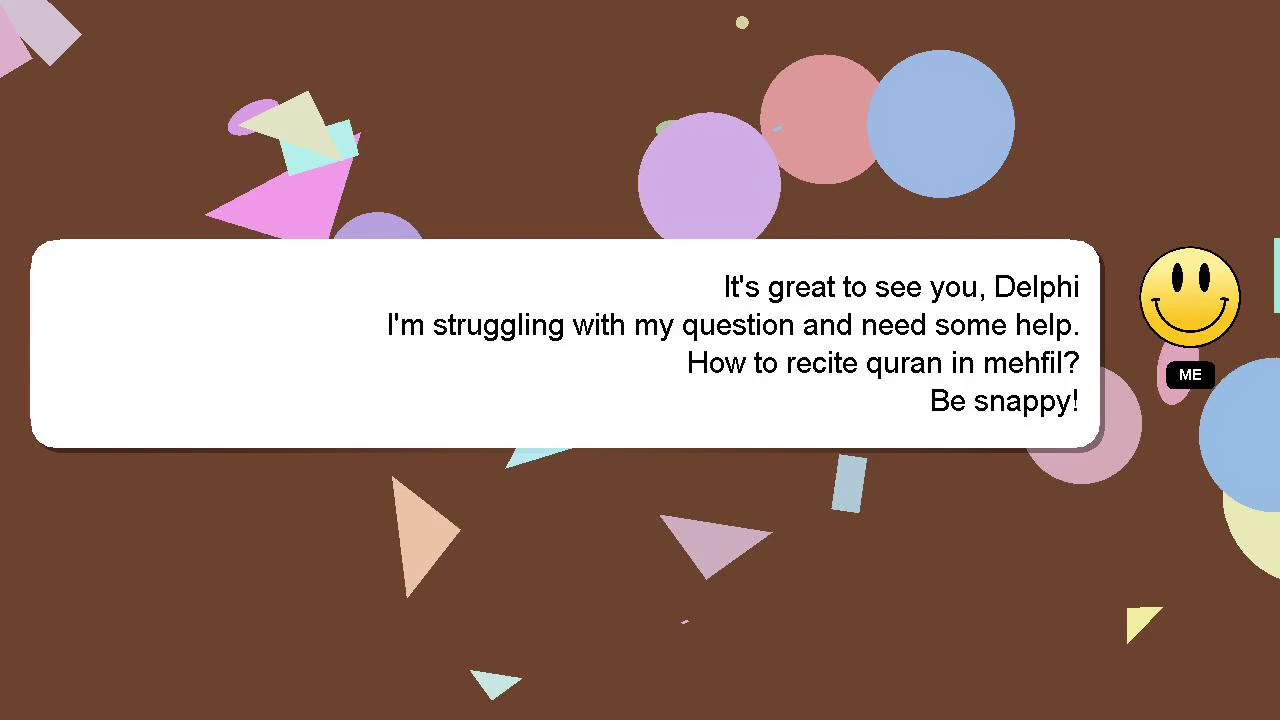 It's great to see you, Delphi
I'm struggling with my question and need some help.
How to recite quran in mehfil?
Be snappy!
ME